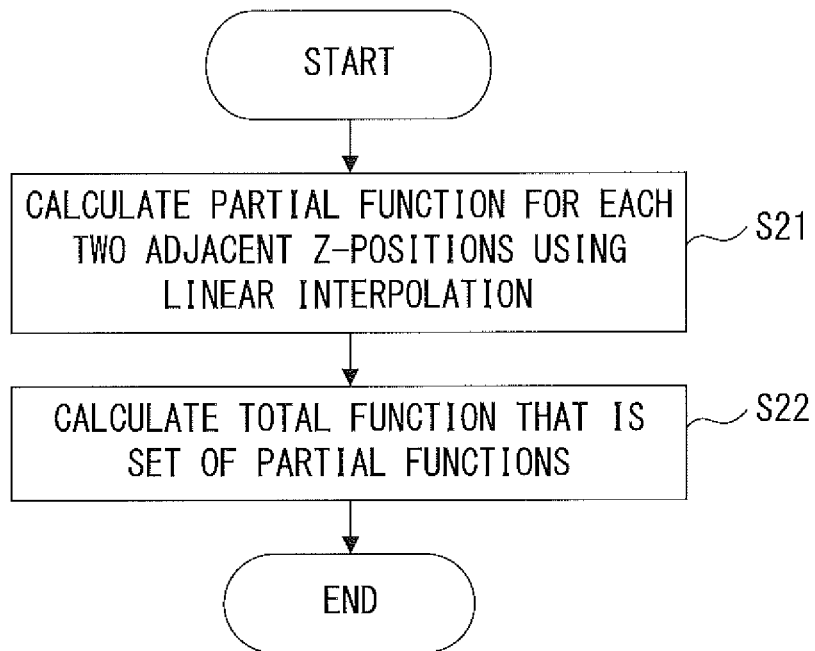 START
CALCULATE PARTIAL FUNCTION FOR EACH
TWO ADJACENT Z-POSITIONS USING
LINEAR INTERPOLATION
S21
CALCULATE TOTAL FUNCTION THAT IS
SET OF PARTIAL FUNCTIONS
S22
END